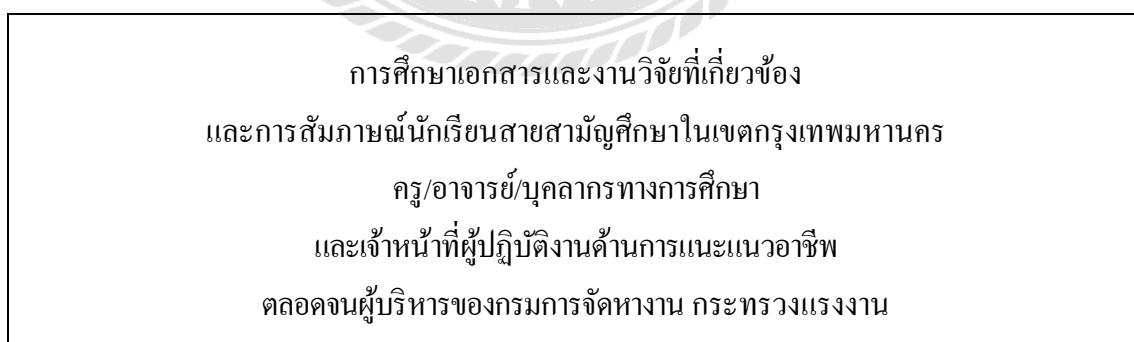 การศึกษาเอกสารและงานวิจัยที่เกี่ยวข้อง
และการสัมภาษณ์นักเรียนสายสามัญศึกษาในเขตกรุงเทพมหานคร
ครู/อาจารย์/บุคลากรทางการศึกษา
และเจ้าหน้าที่ผู้ปฏิบัติงานด้านการแนะแนวอาชีพ
ตลอดจนผู้บริหารของกรมการจัดหางาน กระทรวงแรงงาน